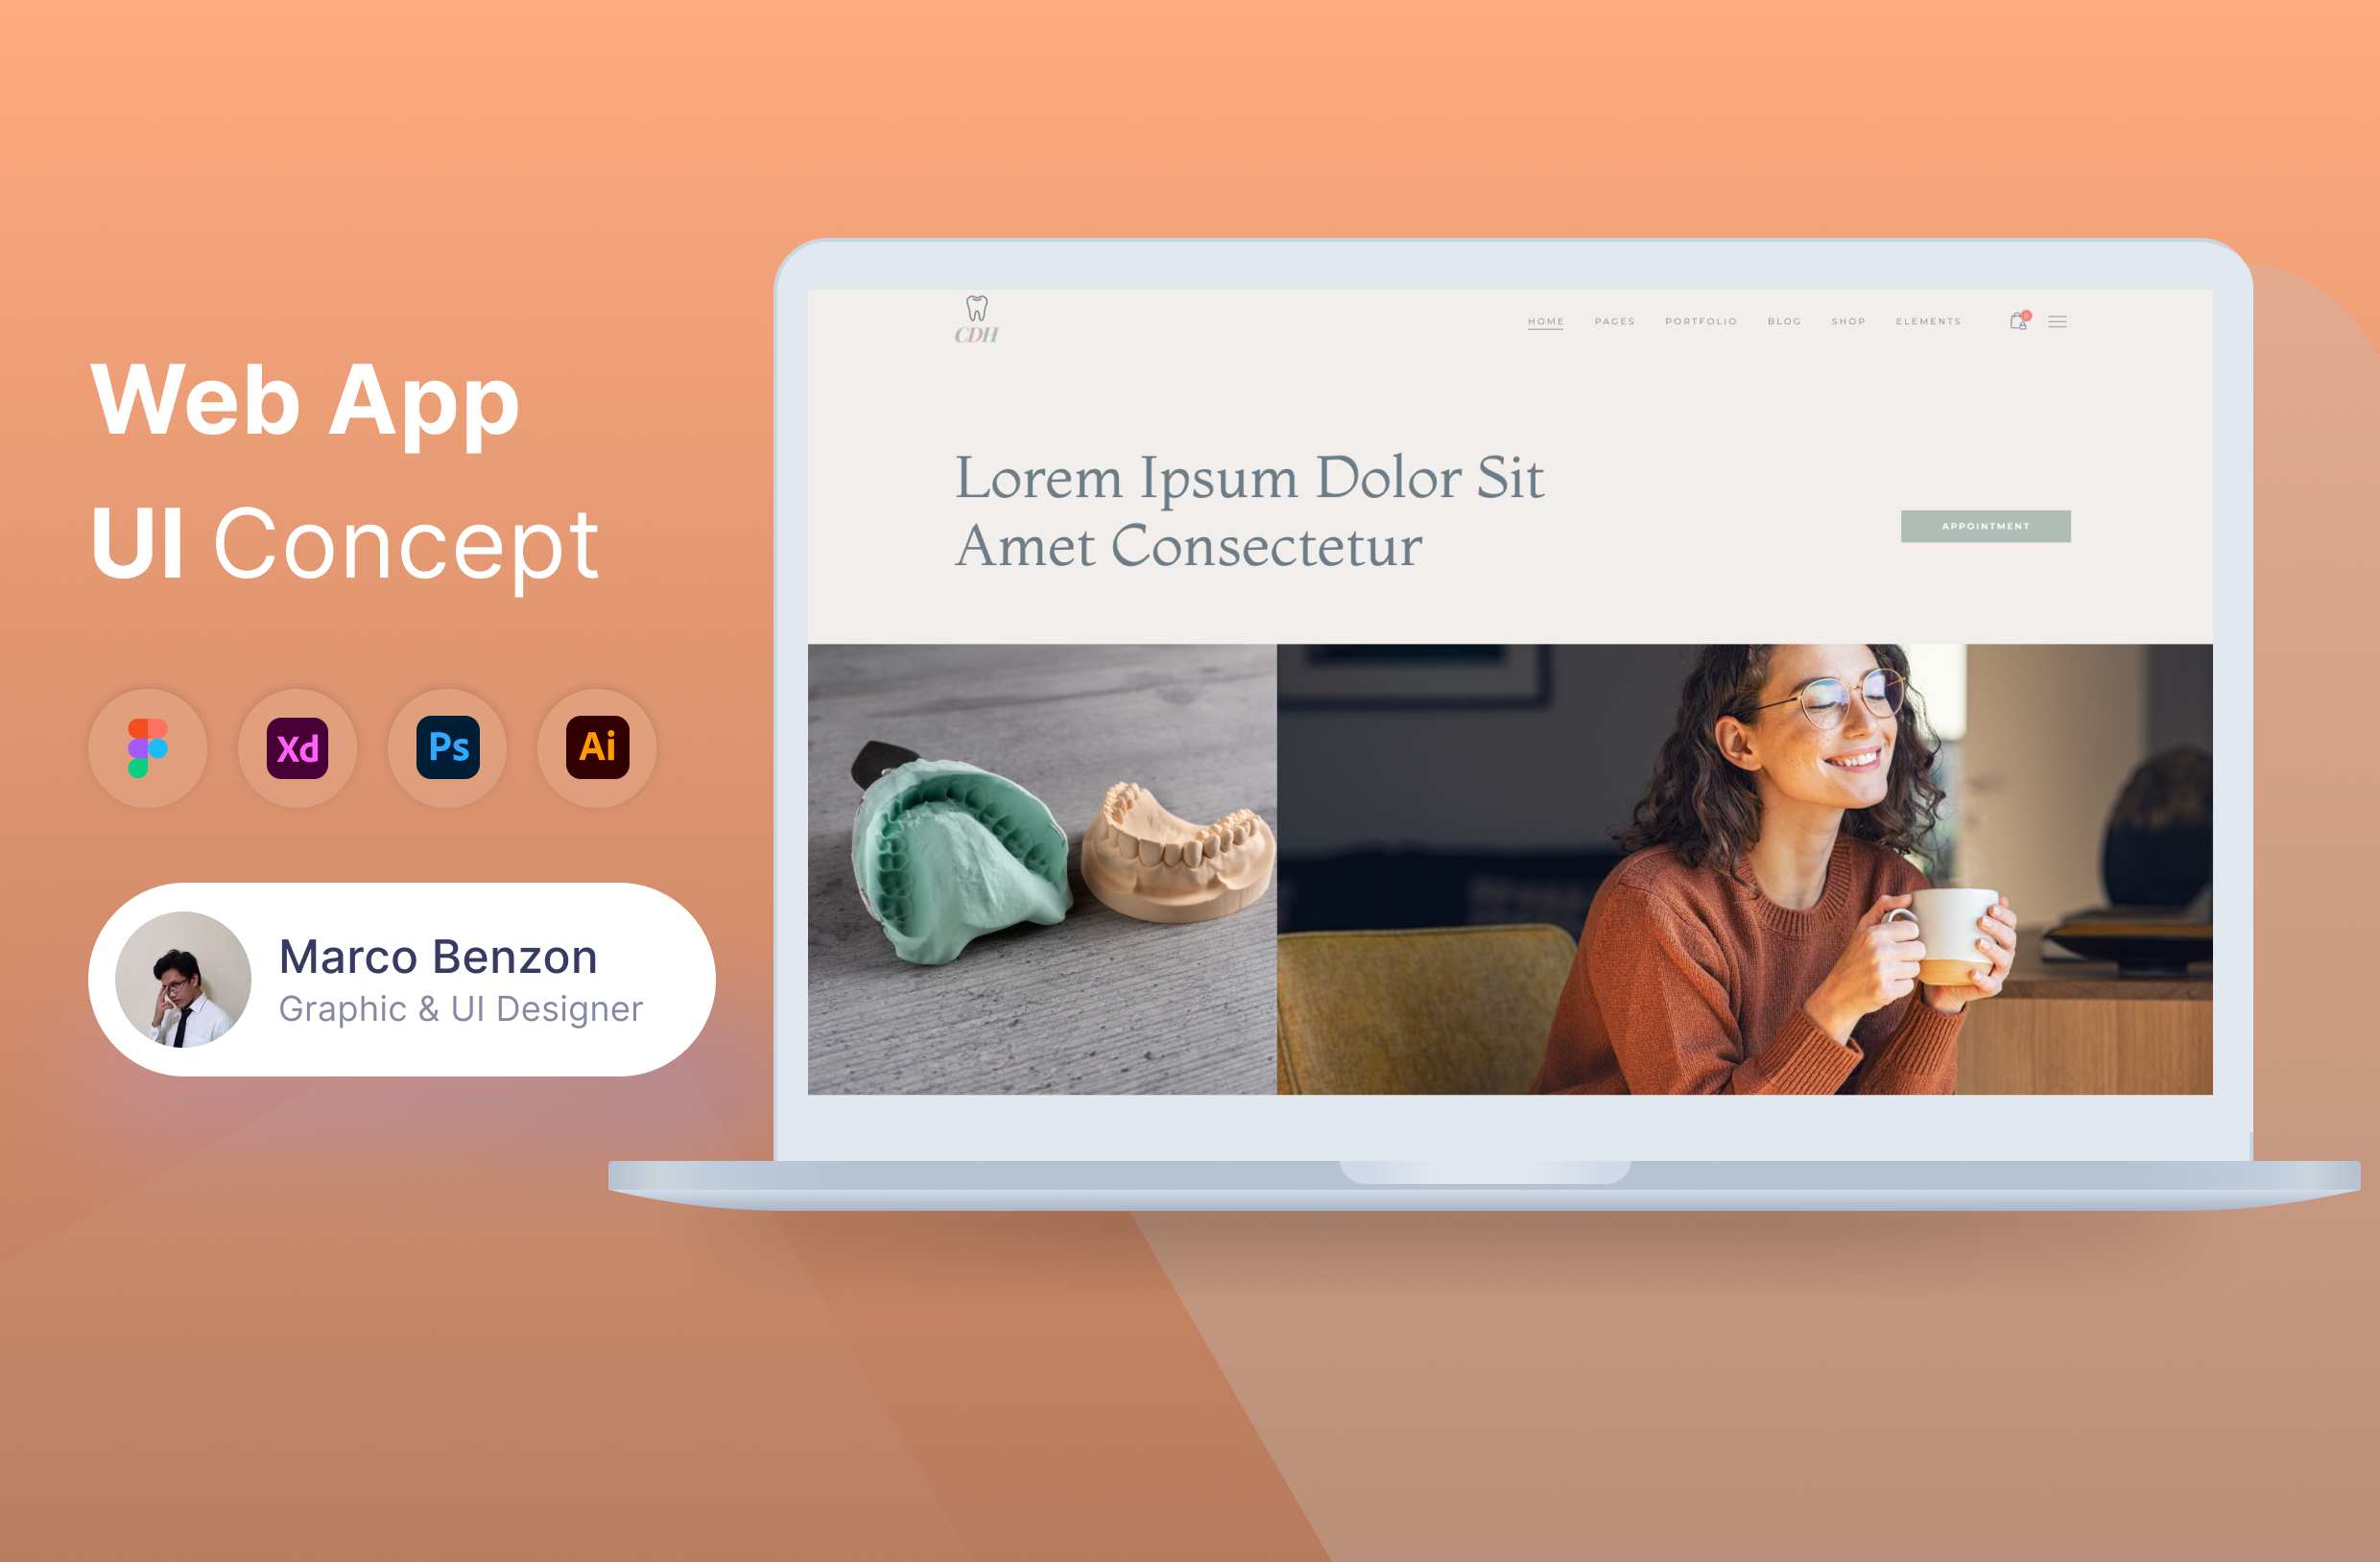 Web App
UI Concept
Xd
Ps
Ai
Marco Benzon
Graphic & UI Designer
CDH
HOME PAGES PORTFOLIO BLOG SHOP ELEMENTS
Lorem Ipsum Dolor Sit
Amet Consectetur
APPOINTMENT